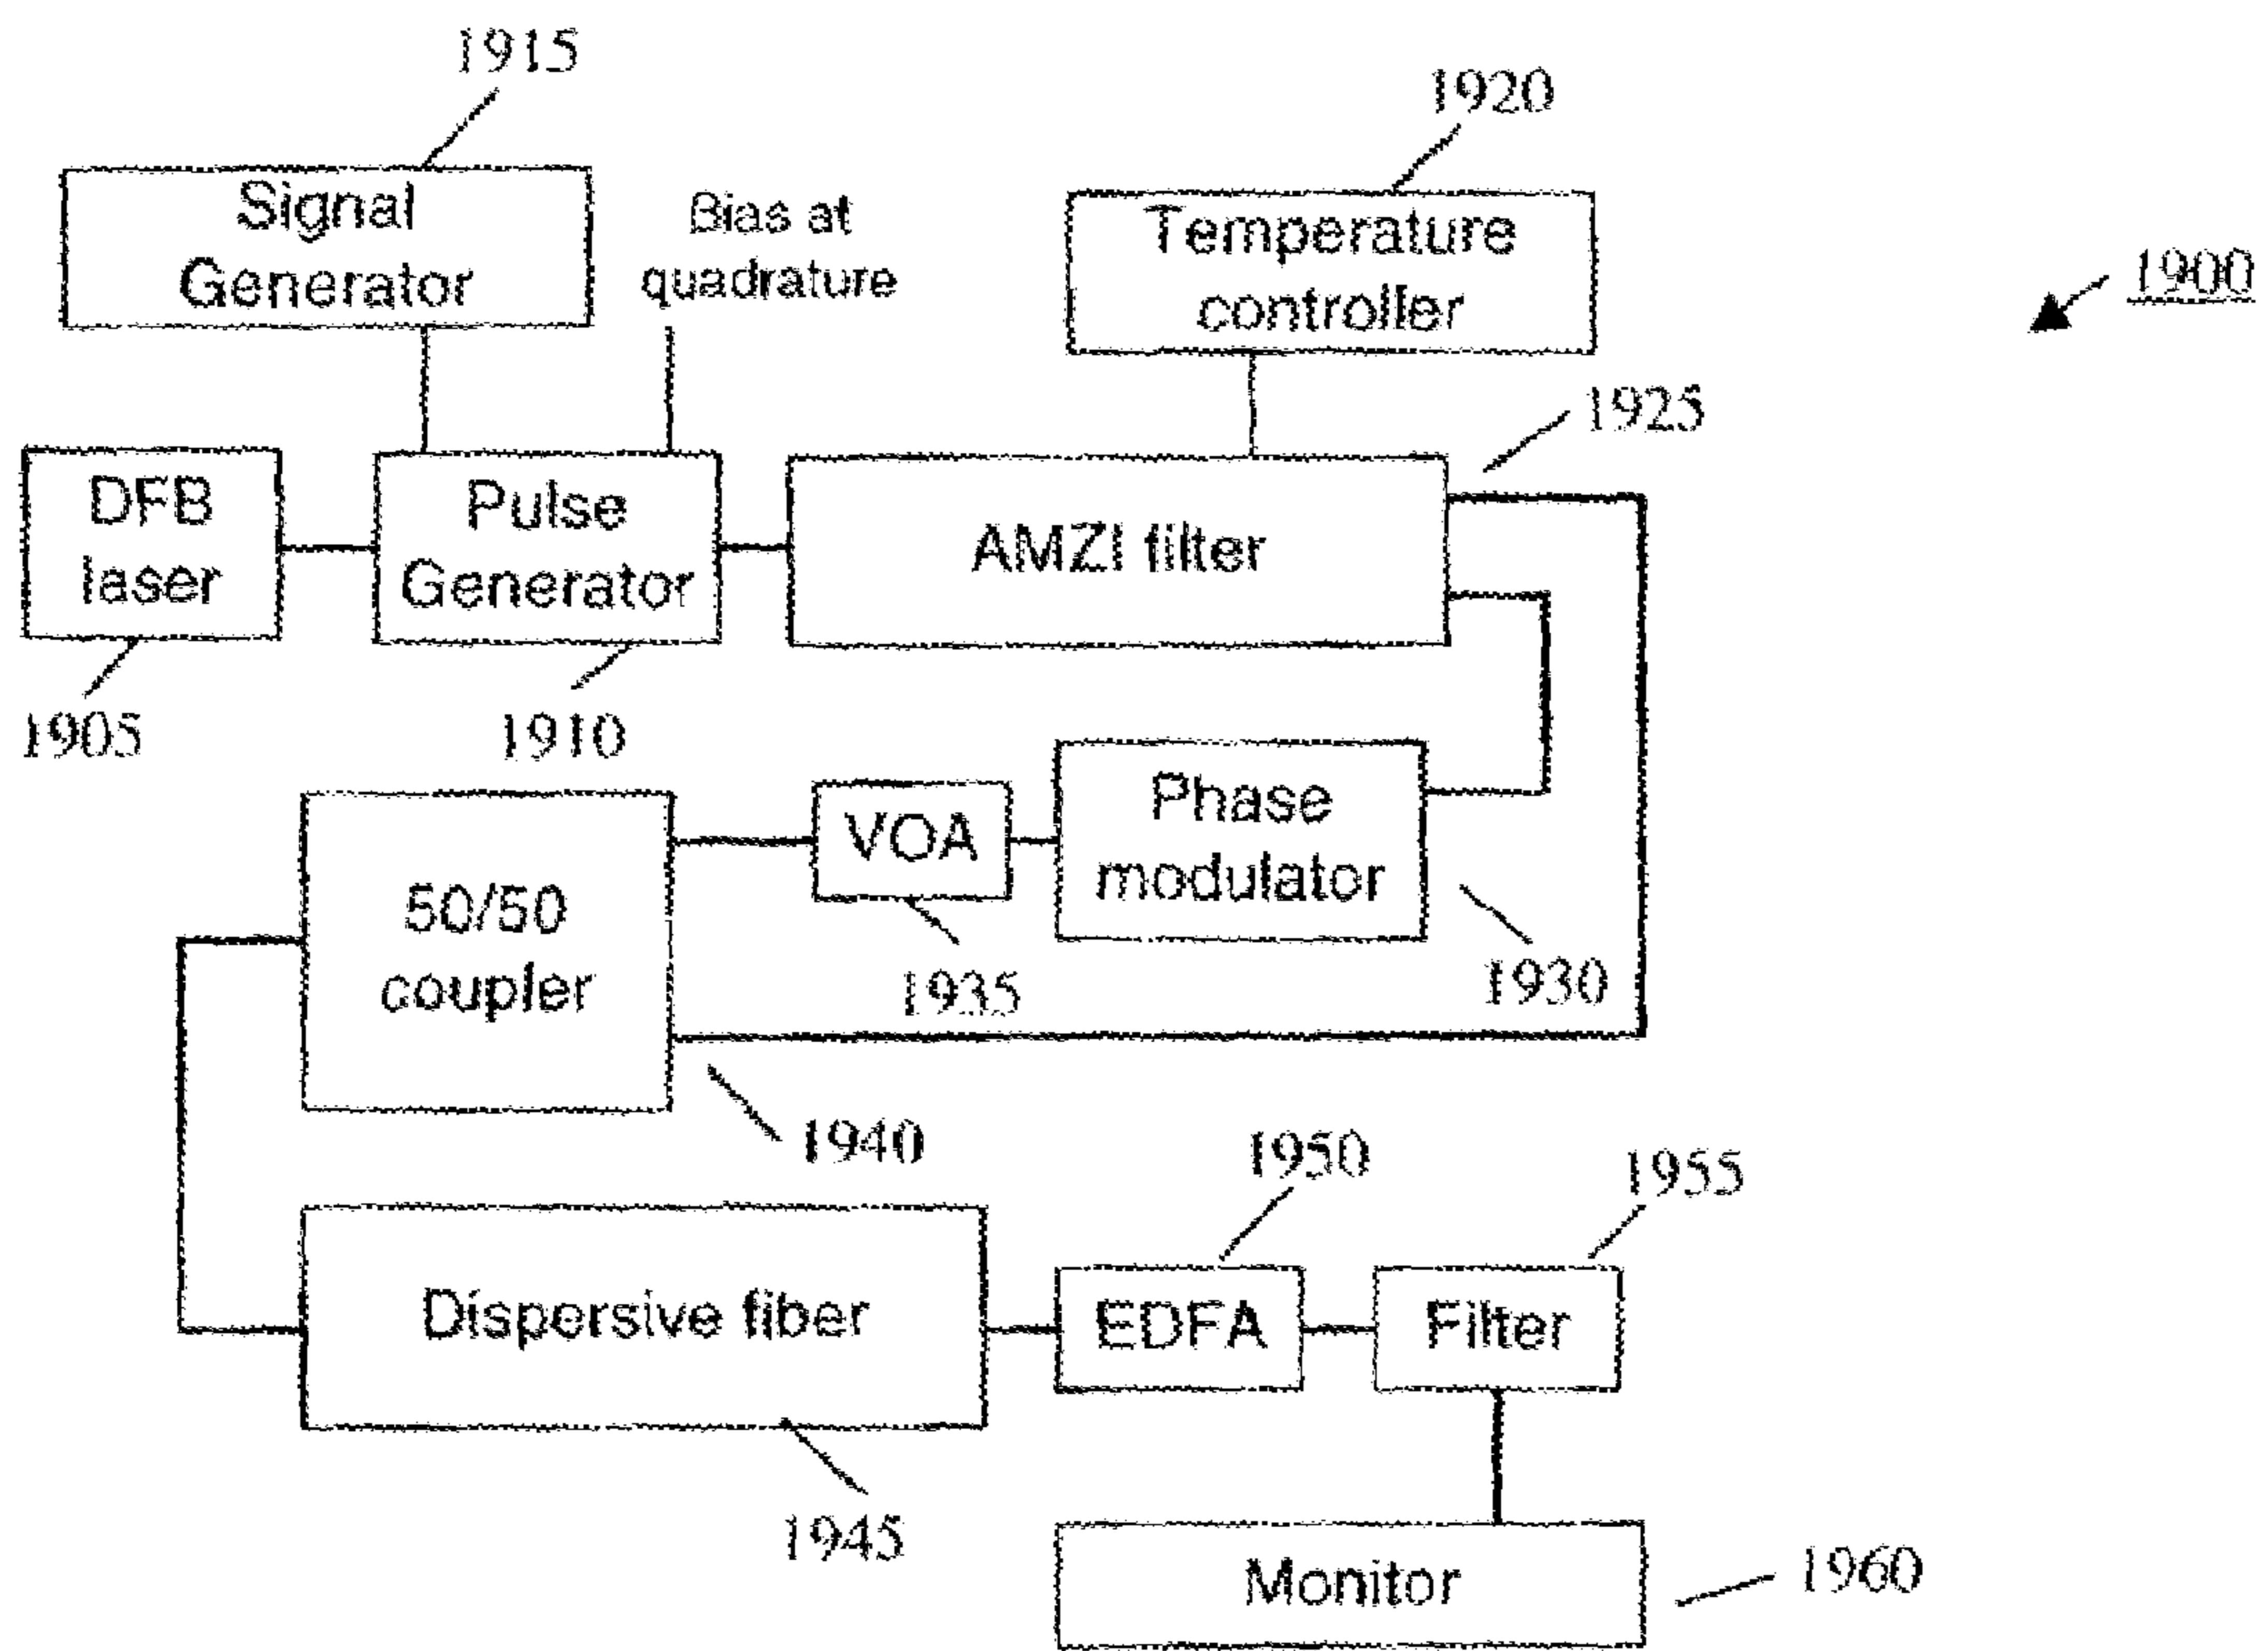 1915
1920
Signal
Generator
Bias at
quadrature
Temperature
controller
1900
1925
DFB
laser
Pulse
Generator
AMZI filter
1905
1910
Phase
modulator
VOA
50/50
coupler
1935
1930
1940
1950
1955
Dispersive fiber
EDFA
Filter
1945
Monitor
1960